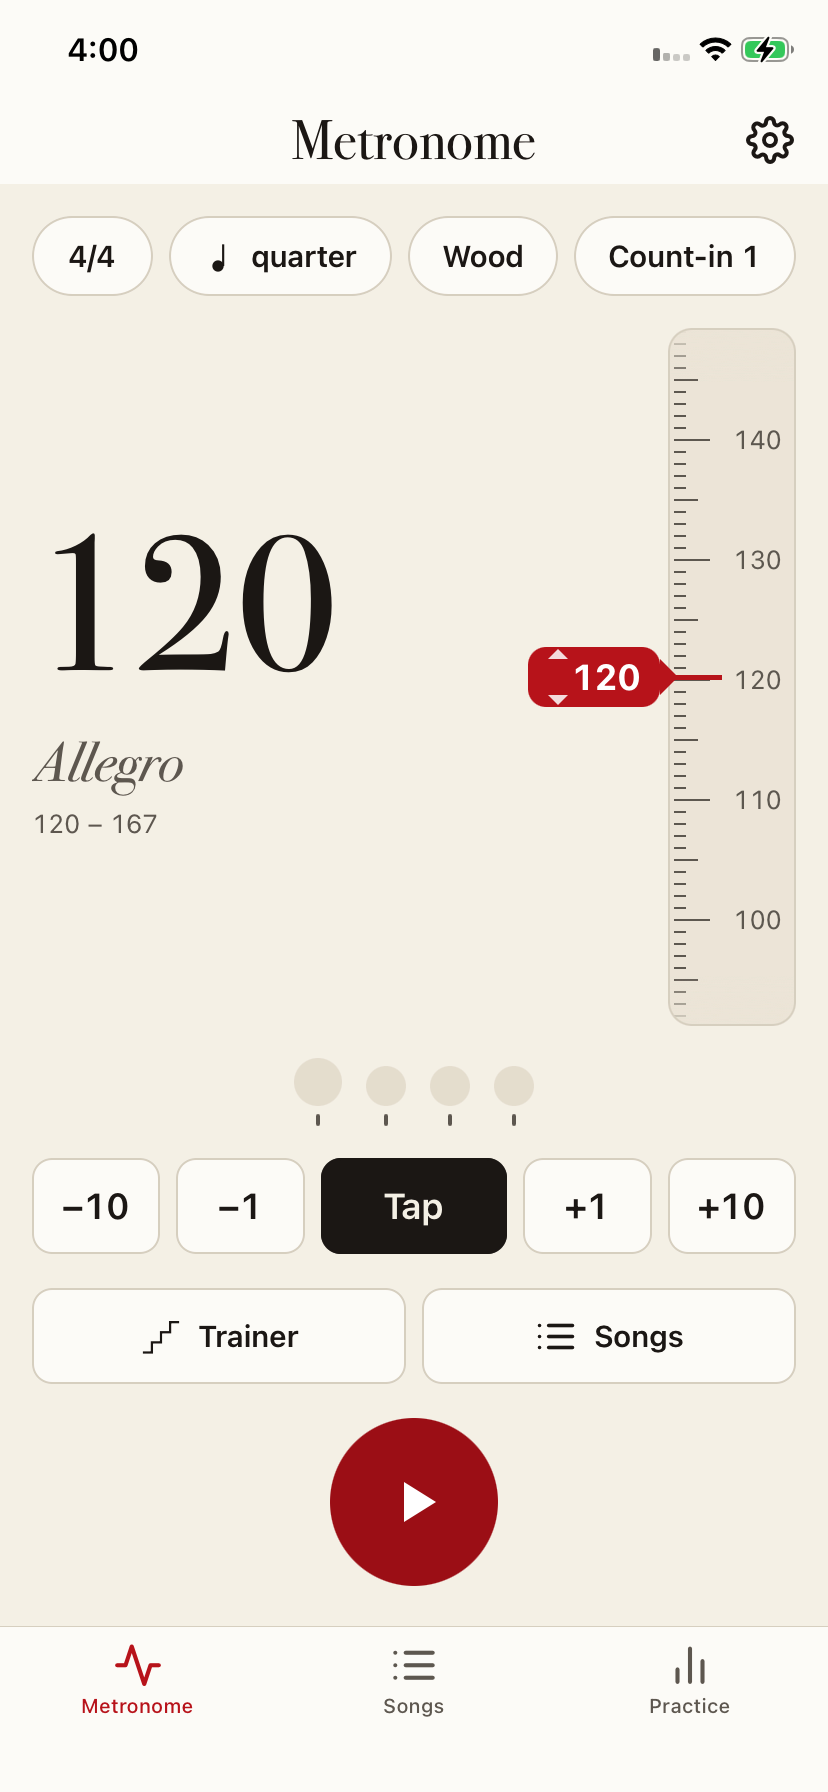 4:00
Metronome
4/4
quarter
Wood
Count-in 1
140
130
120
120
120
Allegro
120 – 167
110
100
−10
−1
Tap
+1
+10
Trainer
Songs
Metronome
Songs
Practice